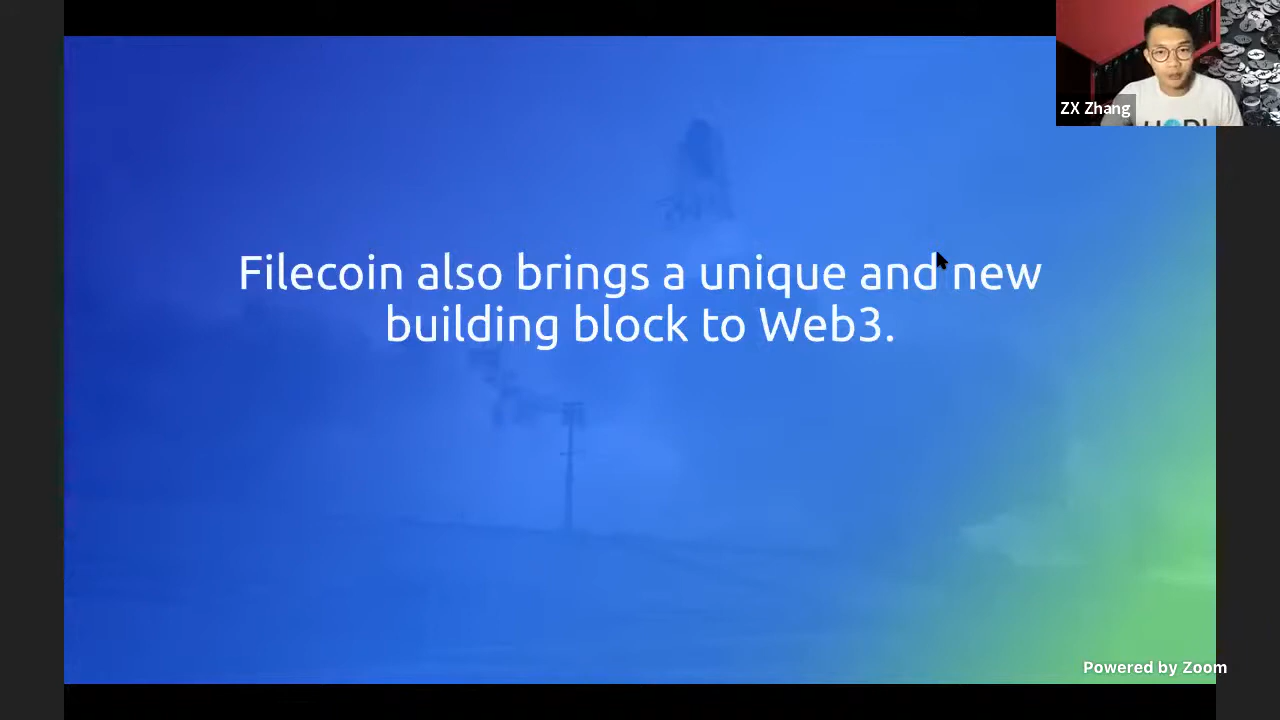 ZX Zhang
Filecoin also brings a unique and new
building block to Web3.
Powered by Zoom